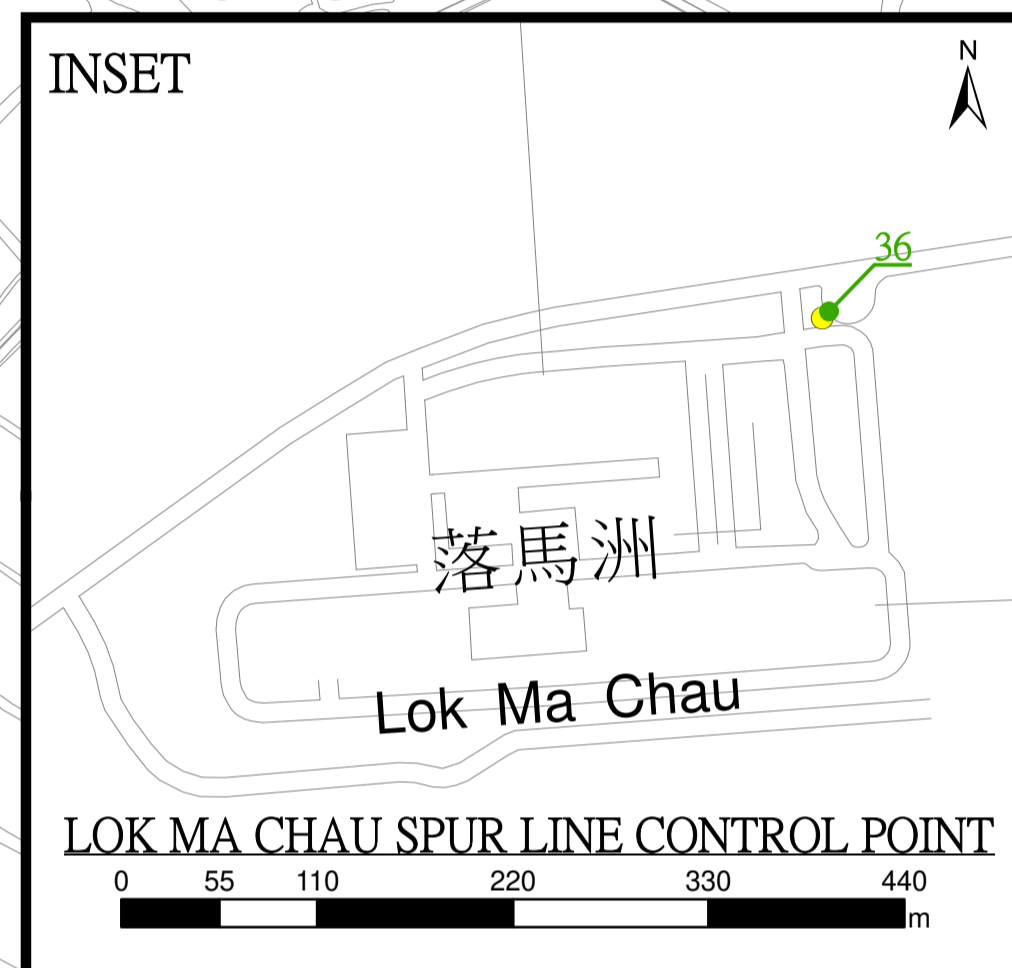 INSET
N
36
落馬洲
Lok Ma Chau
LOK MA CHAU SPUR LINE CONTROL POINT
0 55 110 220 330 440
m